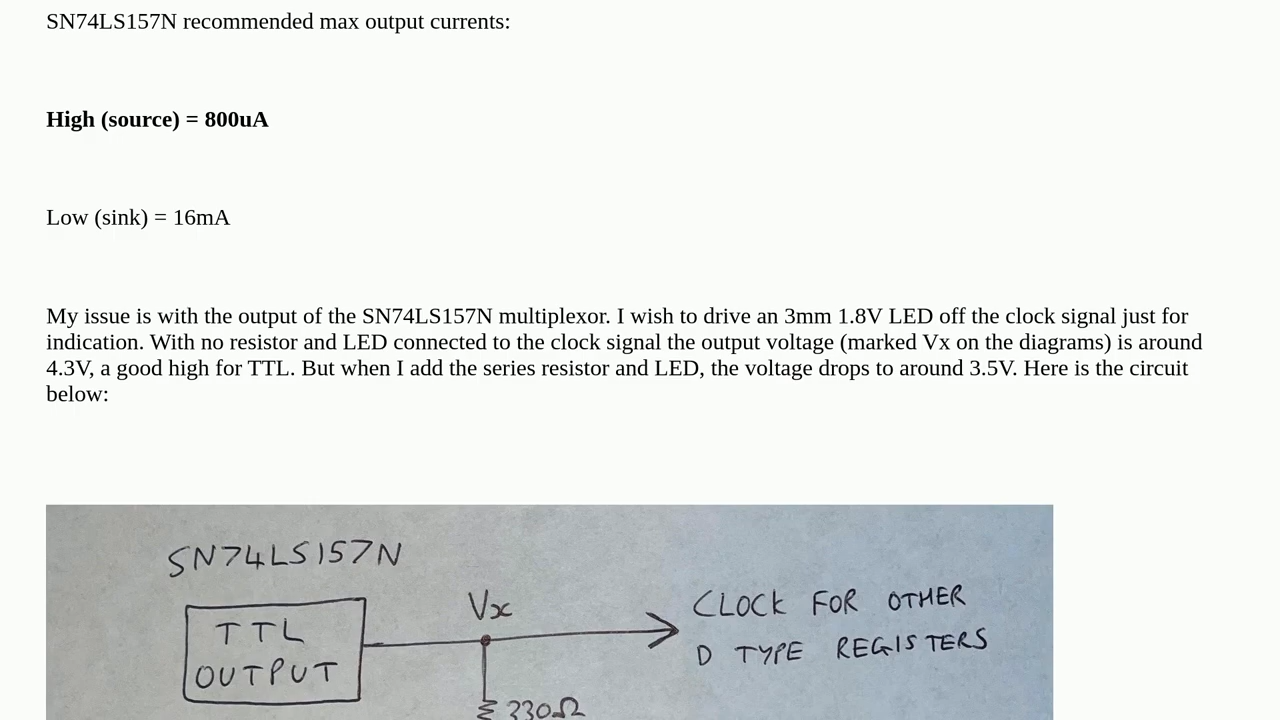 SN74LS157N recommended max output currents:
High (source) = 800uA
Low (sink) = 16mA
My issue is with the output of the SN74LS157N multiplexor. I wish to drive an 3mm 1.8V LED off the clock signal just for
indication. With no resistor and LED connected to the clock signal the output voltage (marked Vx on the diagrams) is around
4.3V, a good high for TTL. But when I add the series resistor and LED, the voltage drops to around 3.5V. Here is the circuit
below:
SN74LS157N
Vx
CLOCK FOR OTHER
D TYPE REGISTERS
TTL
OUTPUT
330Ω